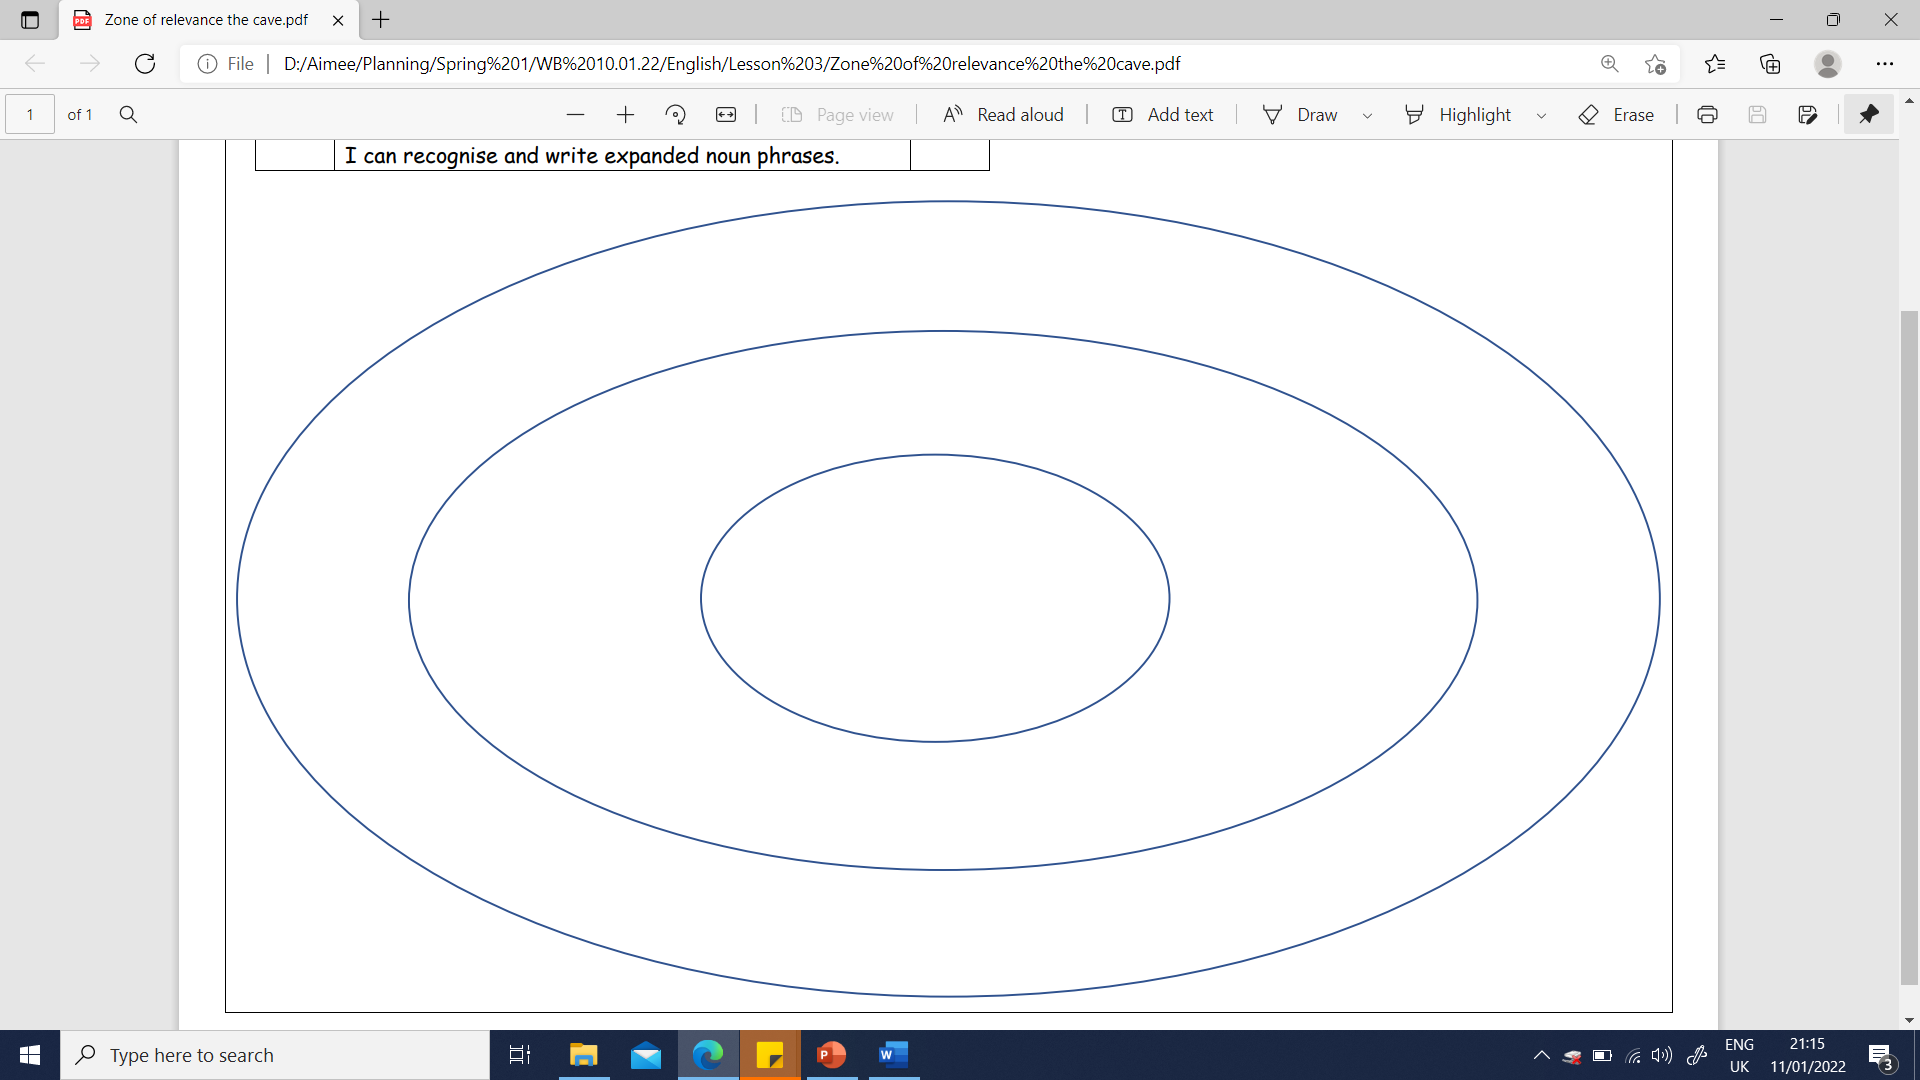 Zone of relevance the cave.pdf
File D:/Aimee/Planning/Spring%201/WB%2010.01.22/English/Lesson%203/Zone%20of%20relevance%20the%20cave.pdf
1 of 1 Page view Read aloud Add text Draw Highlight Erase
I can recognise and write expanded noun phrases.
Type here to search
ENG 21:15
UK 11/01/2022 3